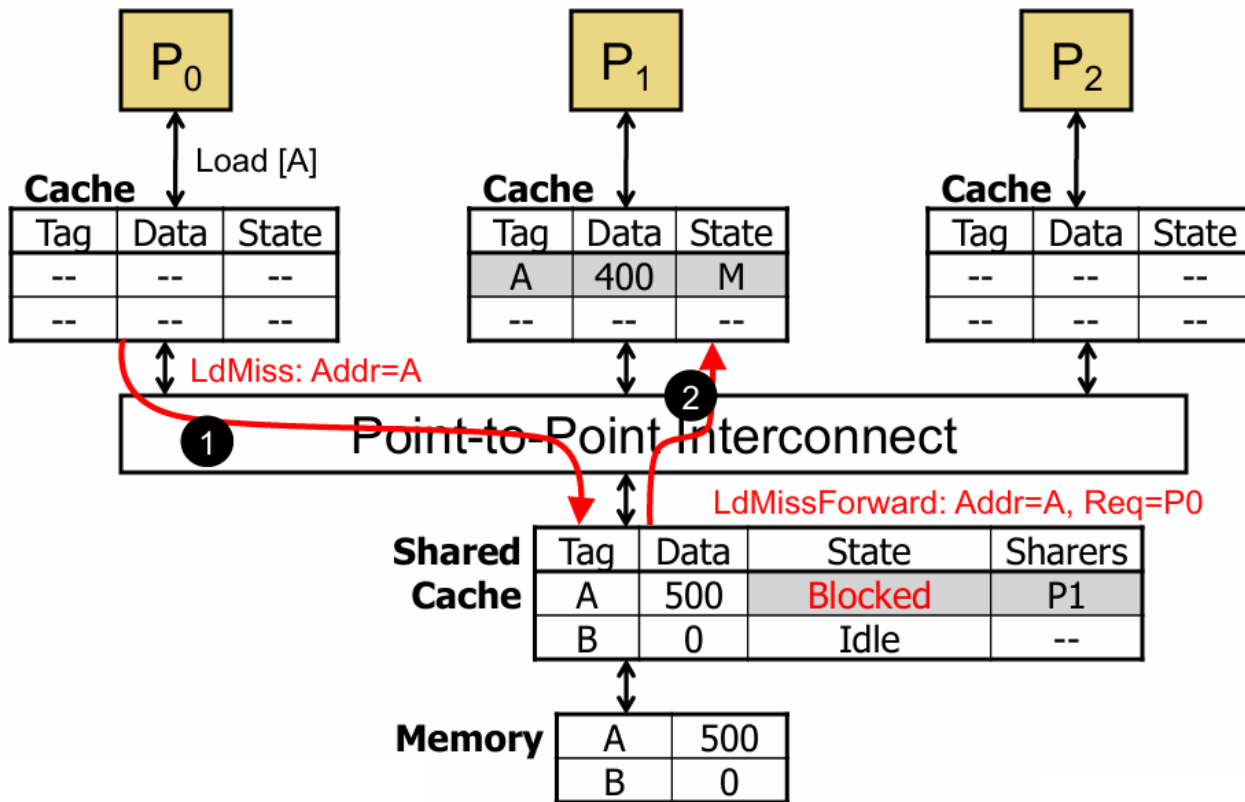 P0 P1 P2
Load [A]
Cache Cache Cache
Tag Data State Tag Data State Tag Data State
-- -- -- A 400 M -- -- --
-- -- -- -- -- -- -- -- --
LdMiss: Addr=A
2
1 Point-to-Point Interconnect
LdMissForward: Addr=A, Req=P0
Shared Tag Data State Sharers
Cache A 500 Blocked P1
B 0 Idle --
Memory A 500
B 0